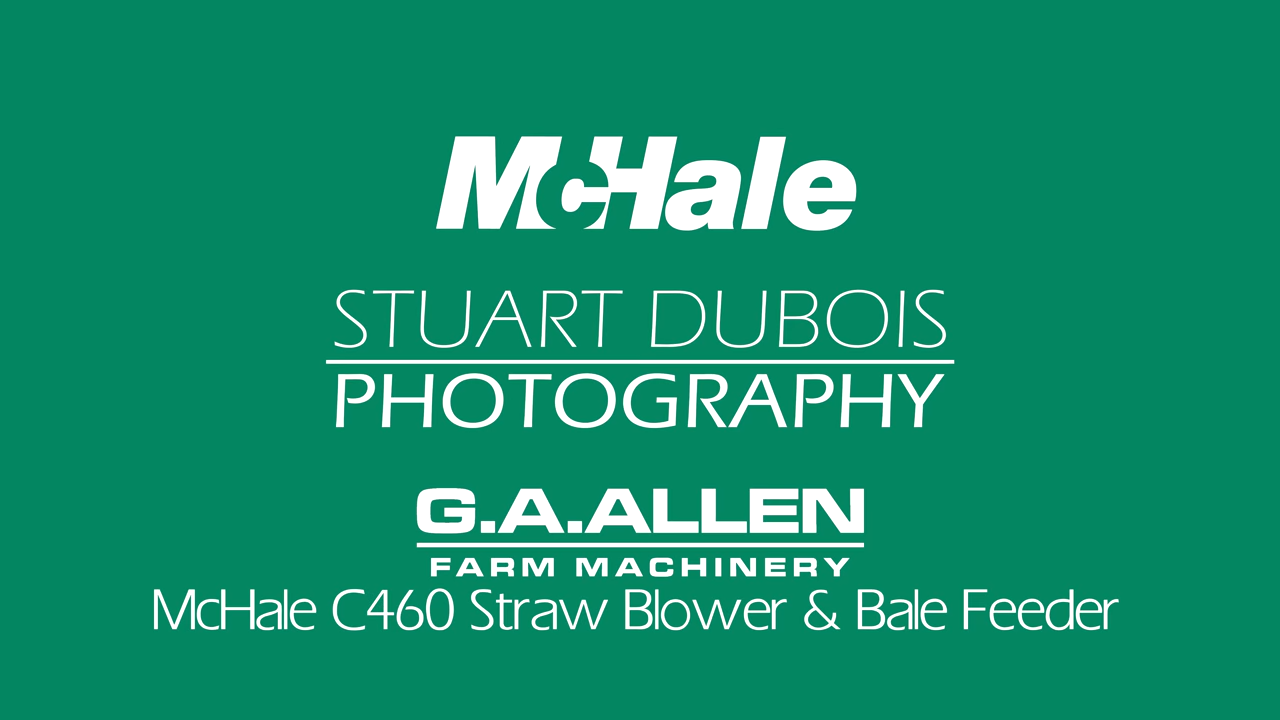 McHale
STUART DUBOIS
PHOTOGRAPHY
G.A.ALLEN
FARM MACHINERY
McHale C460 Straw Blower & Bale Feeder